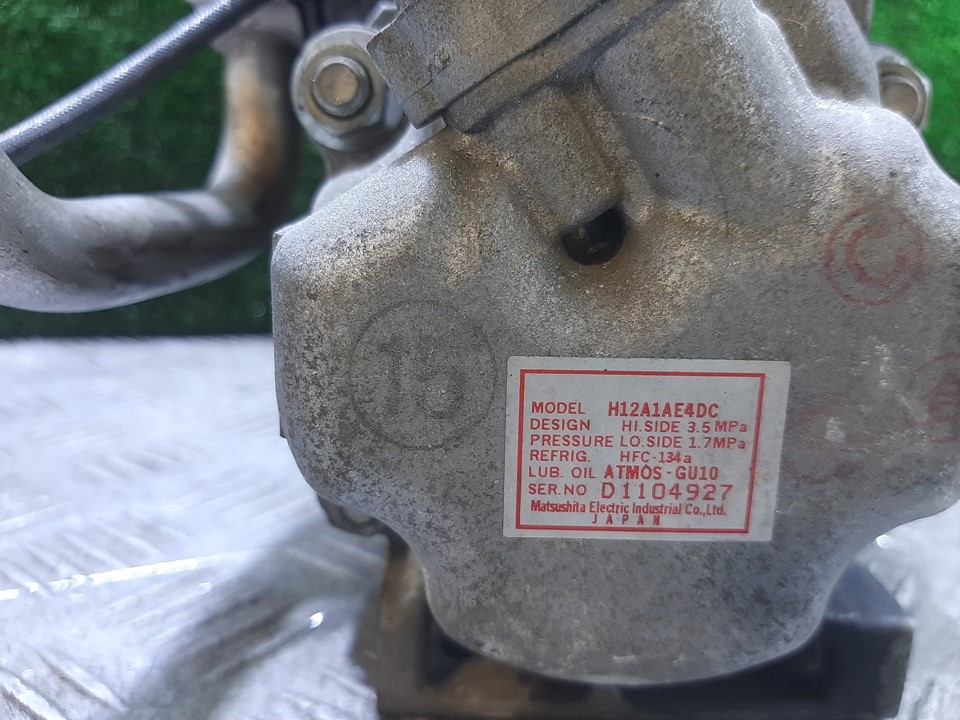 C
15
MODEL H12A1AE4DC
DESIGN HI.SIDE 3.5 MPa
PRESSURE LO.SIDE 1.7MPa
REFRIG. HFC-134a
LUB. OIL ATMOS-GU10
SER.NO D1104927
Matsushita Electric Industrial Co.,Ltd.
JAPAN